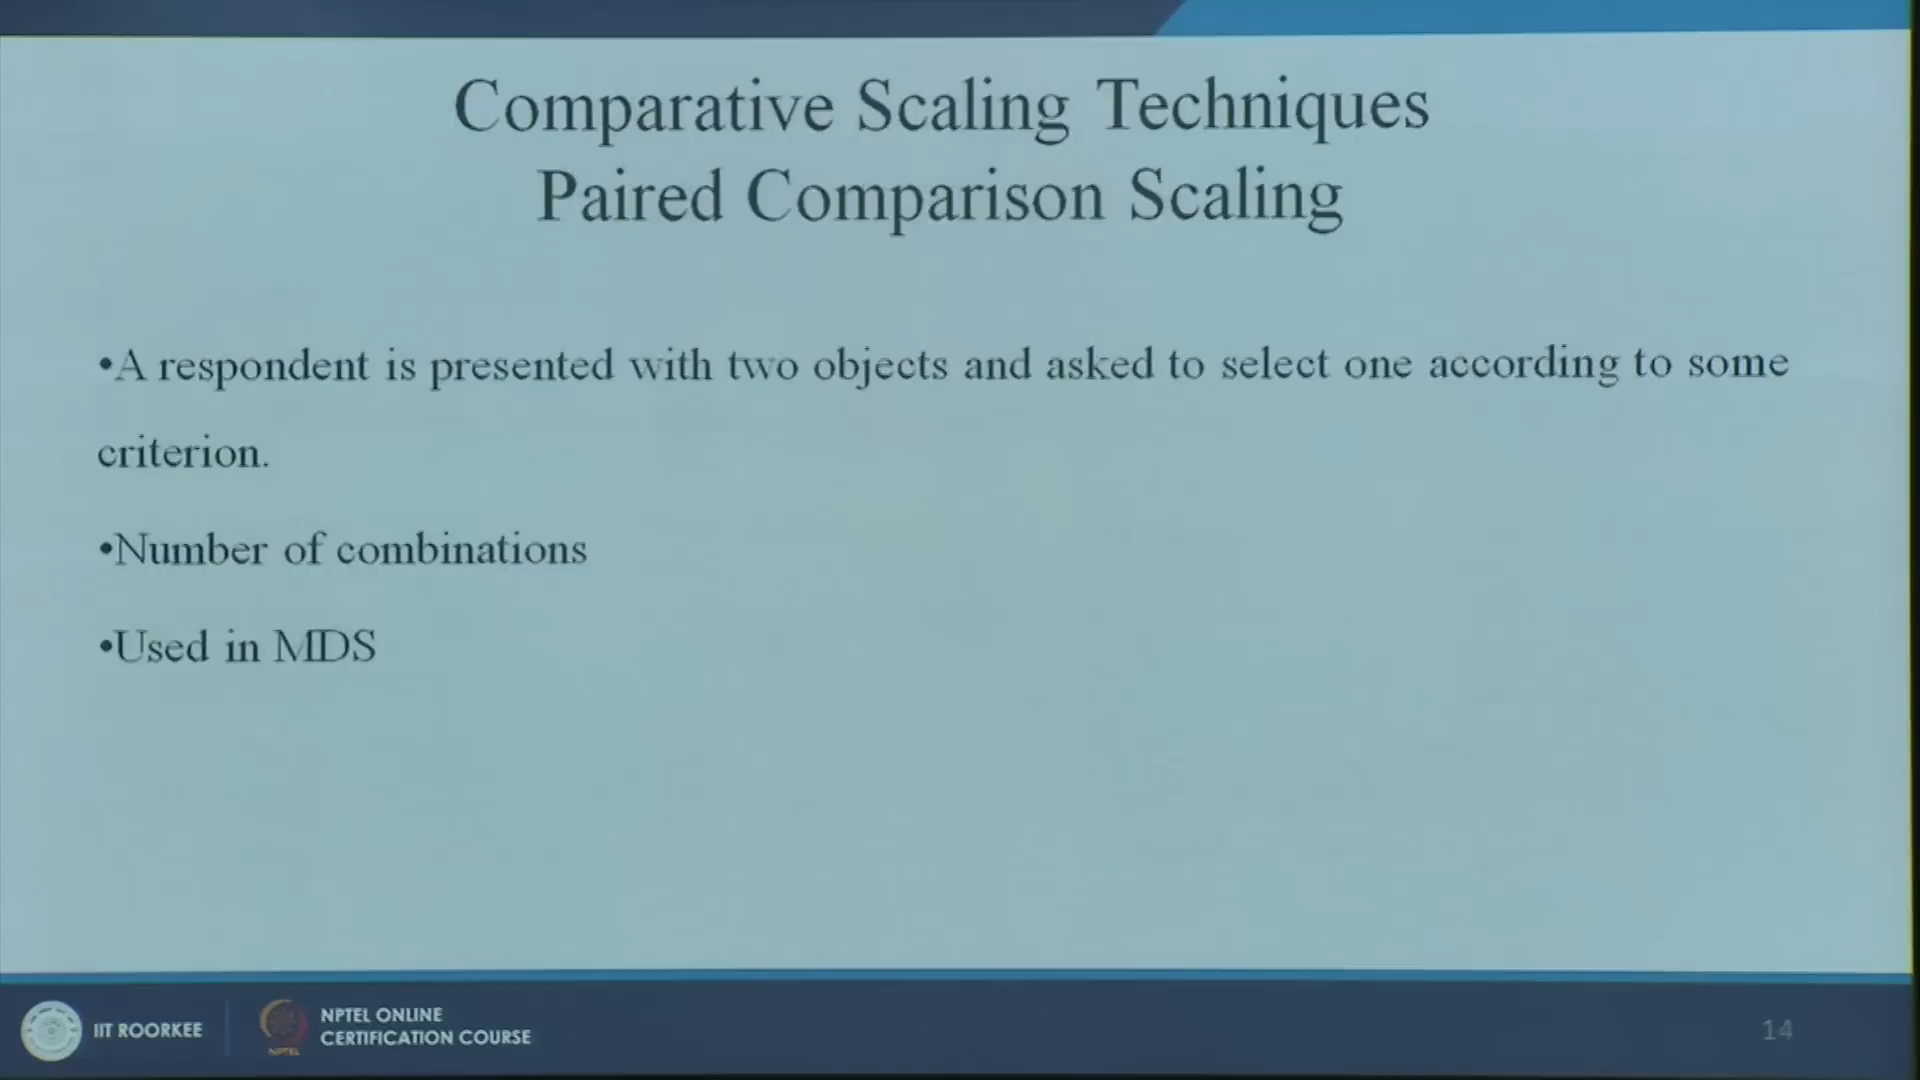 Comparative Scaling Techniques
Paired Comparison Scaling
•A respondent is presented with two objects and asked to select one according to some
criterion.
•Number of combinations
•Used in MDS
IIT ROORKEE
NPTEL
NPTEL ONLINE
CERTIFICATION COURSE
14